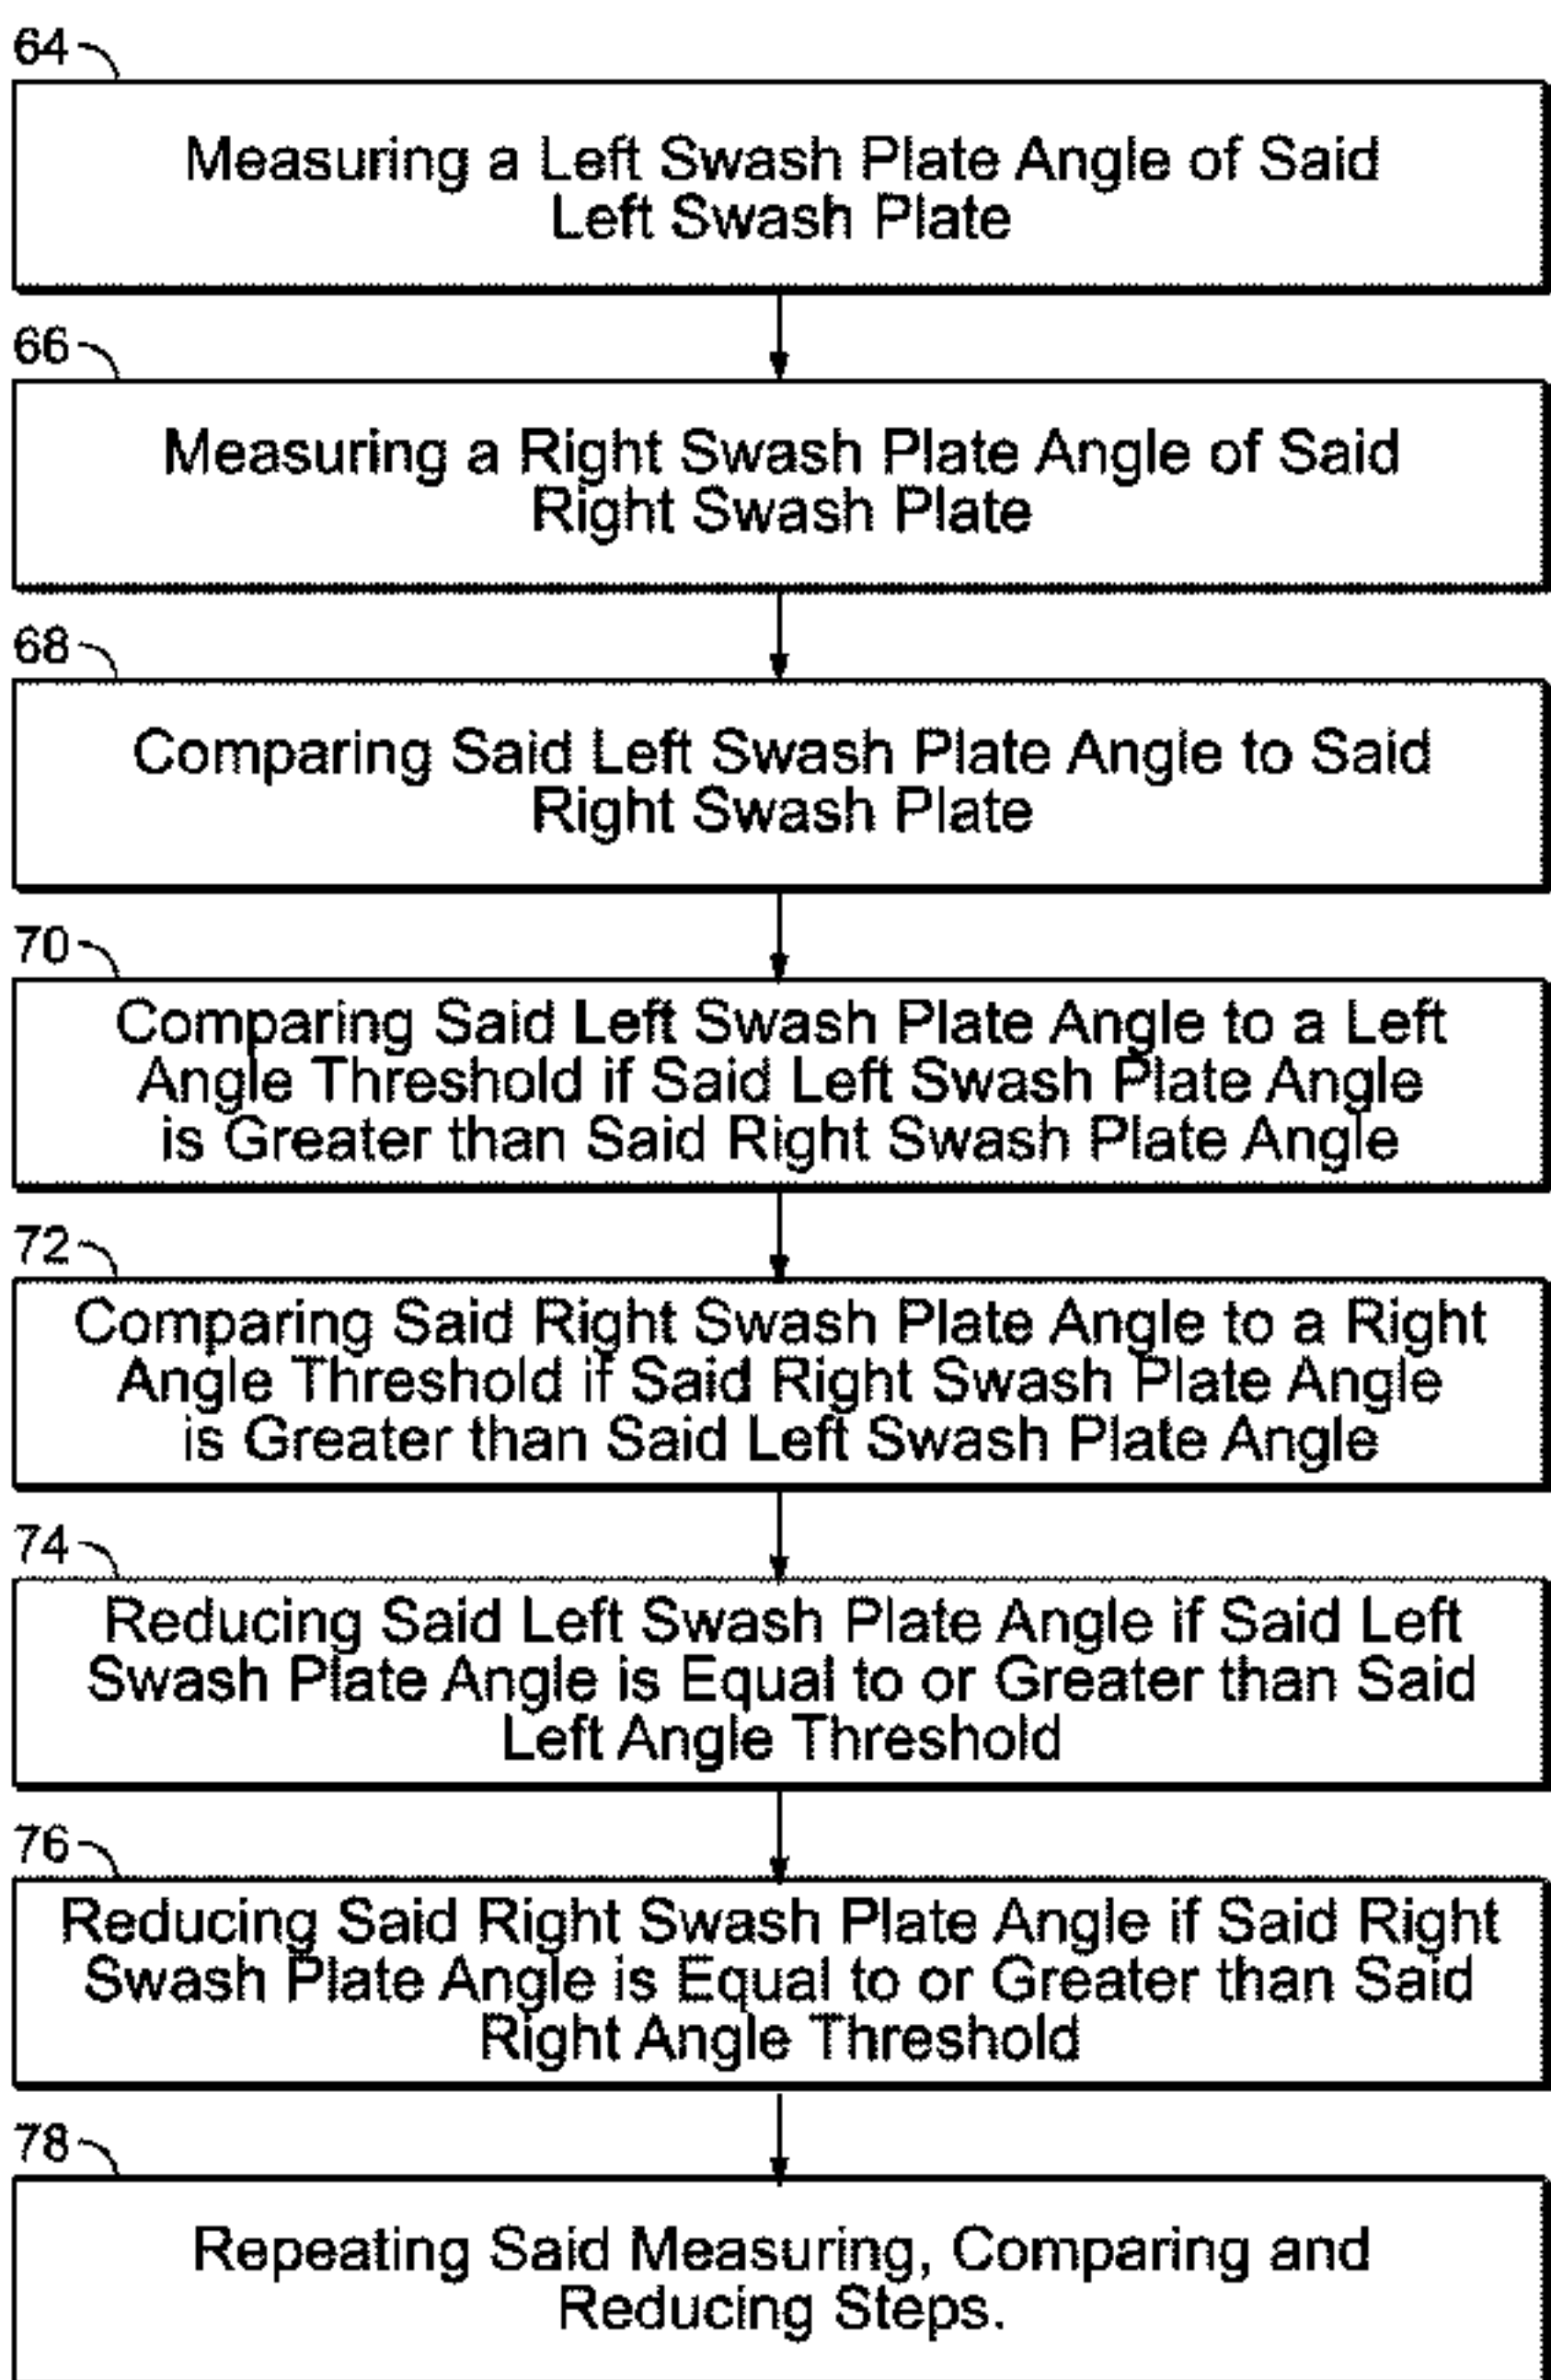 64
Measuring a Left Swash Plate Angle of Said
Left Swash Plate
66
Measuring a Right Swash Plate Angle of Said
Right Swash Plate
68
Comparing Said Left Swash Plate Angle to Said
Right Swash Plate
70
Comparing Said Left Swash Plate Angle to a Left
Angle Threshold if Said Left Swash Plate Angle
is Greater than Said Right Swash Plate Angle
72
Comparing Said Right Swash Plate Angle to a Right
Angle Threshold if Said Right Swash Plate Angle
is Greater than Said Left Swash Plate Angle
74
Reducing Said Left Swash Plate Angle if Said Left
Swash Plate Angle is Equal to or Greater than Said
Left Angle Threshold
76
Reducing Said Right Swash Plate Angle if Said Right
Swash Plate Angle is Equal to or Greater than Said
Right Angle Threshold
78
Repeating Said Measuring, Comparing and
Reducing Steps.